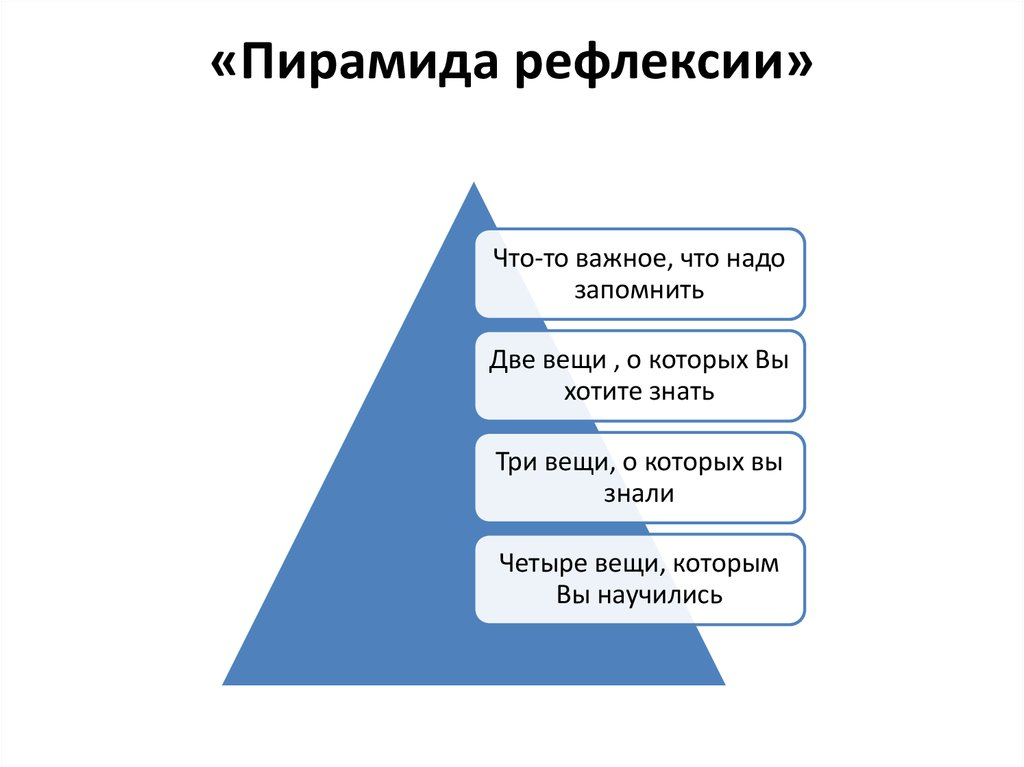 «Пирамида рефлексии»
Что-то важное, что надо
запомнить
Две вещи , о которых Вы
хотите знать
Три вещи, о которых вы
знали
Четыре вещи, которым
Вы научились